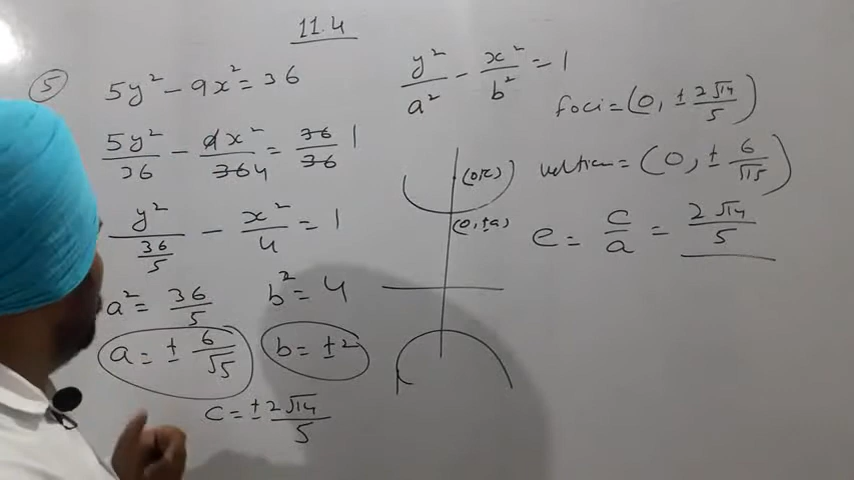 11.4
⑤ 5y² - 9x² = 36
5y²/36 - 9x²/36 4 = 36/36 1
y²/(36/5) - x²/4 = 1
a² = 36/5 b² = 4
a = ± 6/√5 b = ±2
c = ± 2√14/5
y²/a² - x²/b² = 1
(0,c)
(0, ±a)
foci = (0, ± 2√14/5)
vertices = (0, ± 6/√5)
e = c/a = 2√14/5